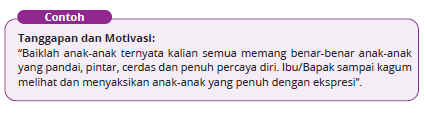 Contoh
Tanggapan dan Motivasi:
“Baiklah anak-anak ternyata kalian semua memang benar-benar anak-anak
yang pandai, pintar, cerdas dan penuh percaya diri. Ibu/Bapak sampai kagum
melihat dan menyaksikan anak-anak yang penuh dengan ekspresi”.